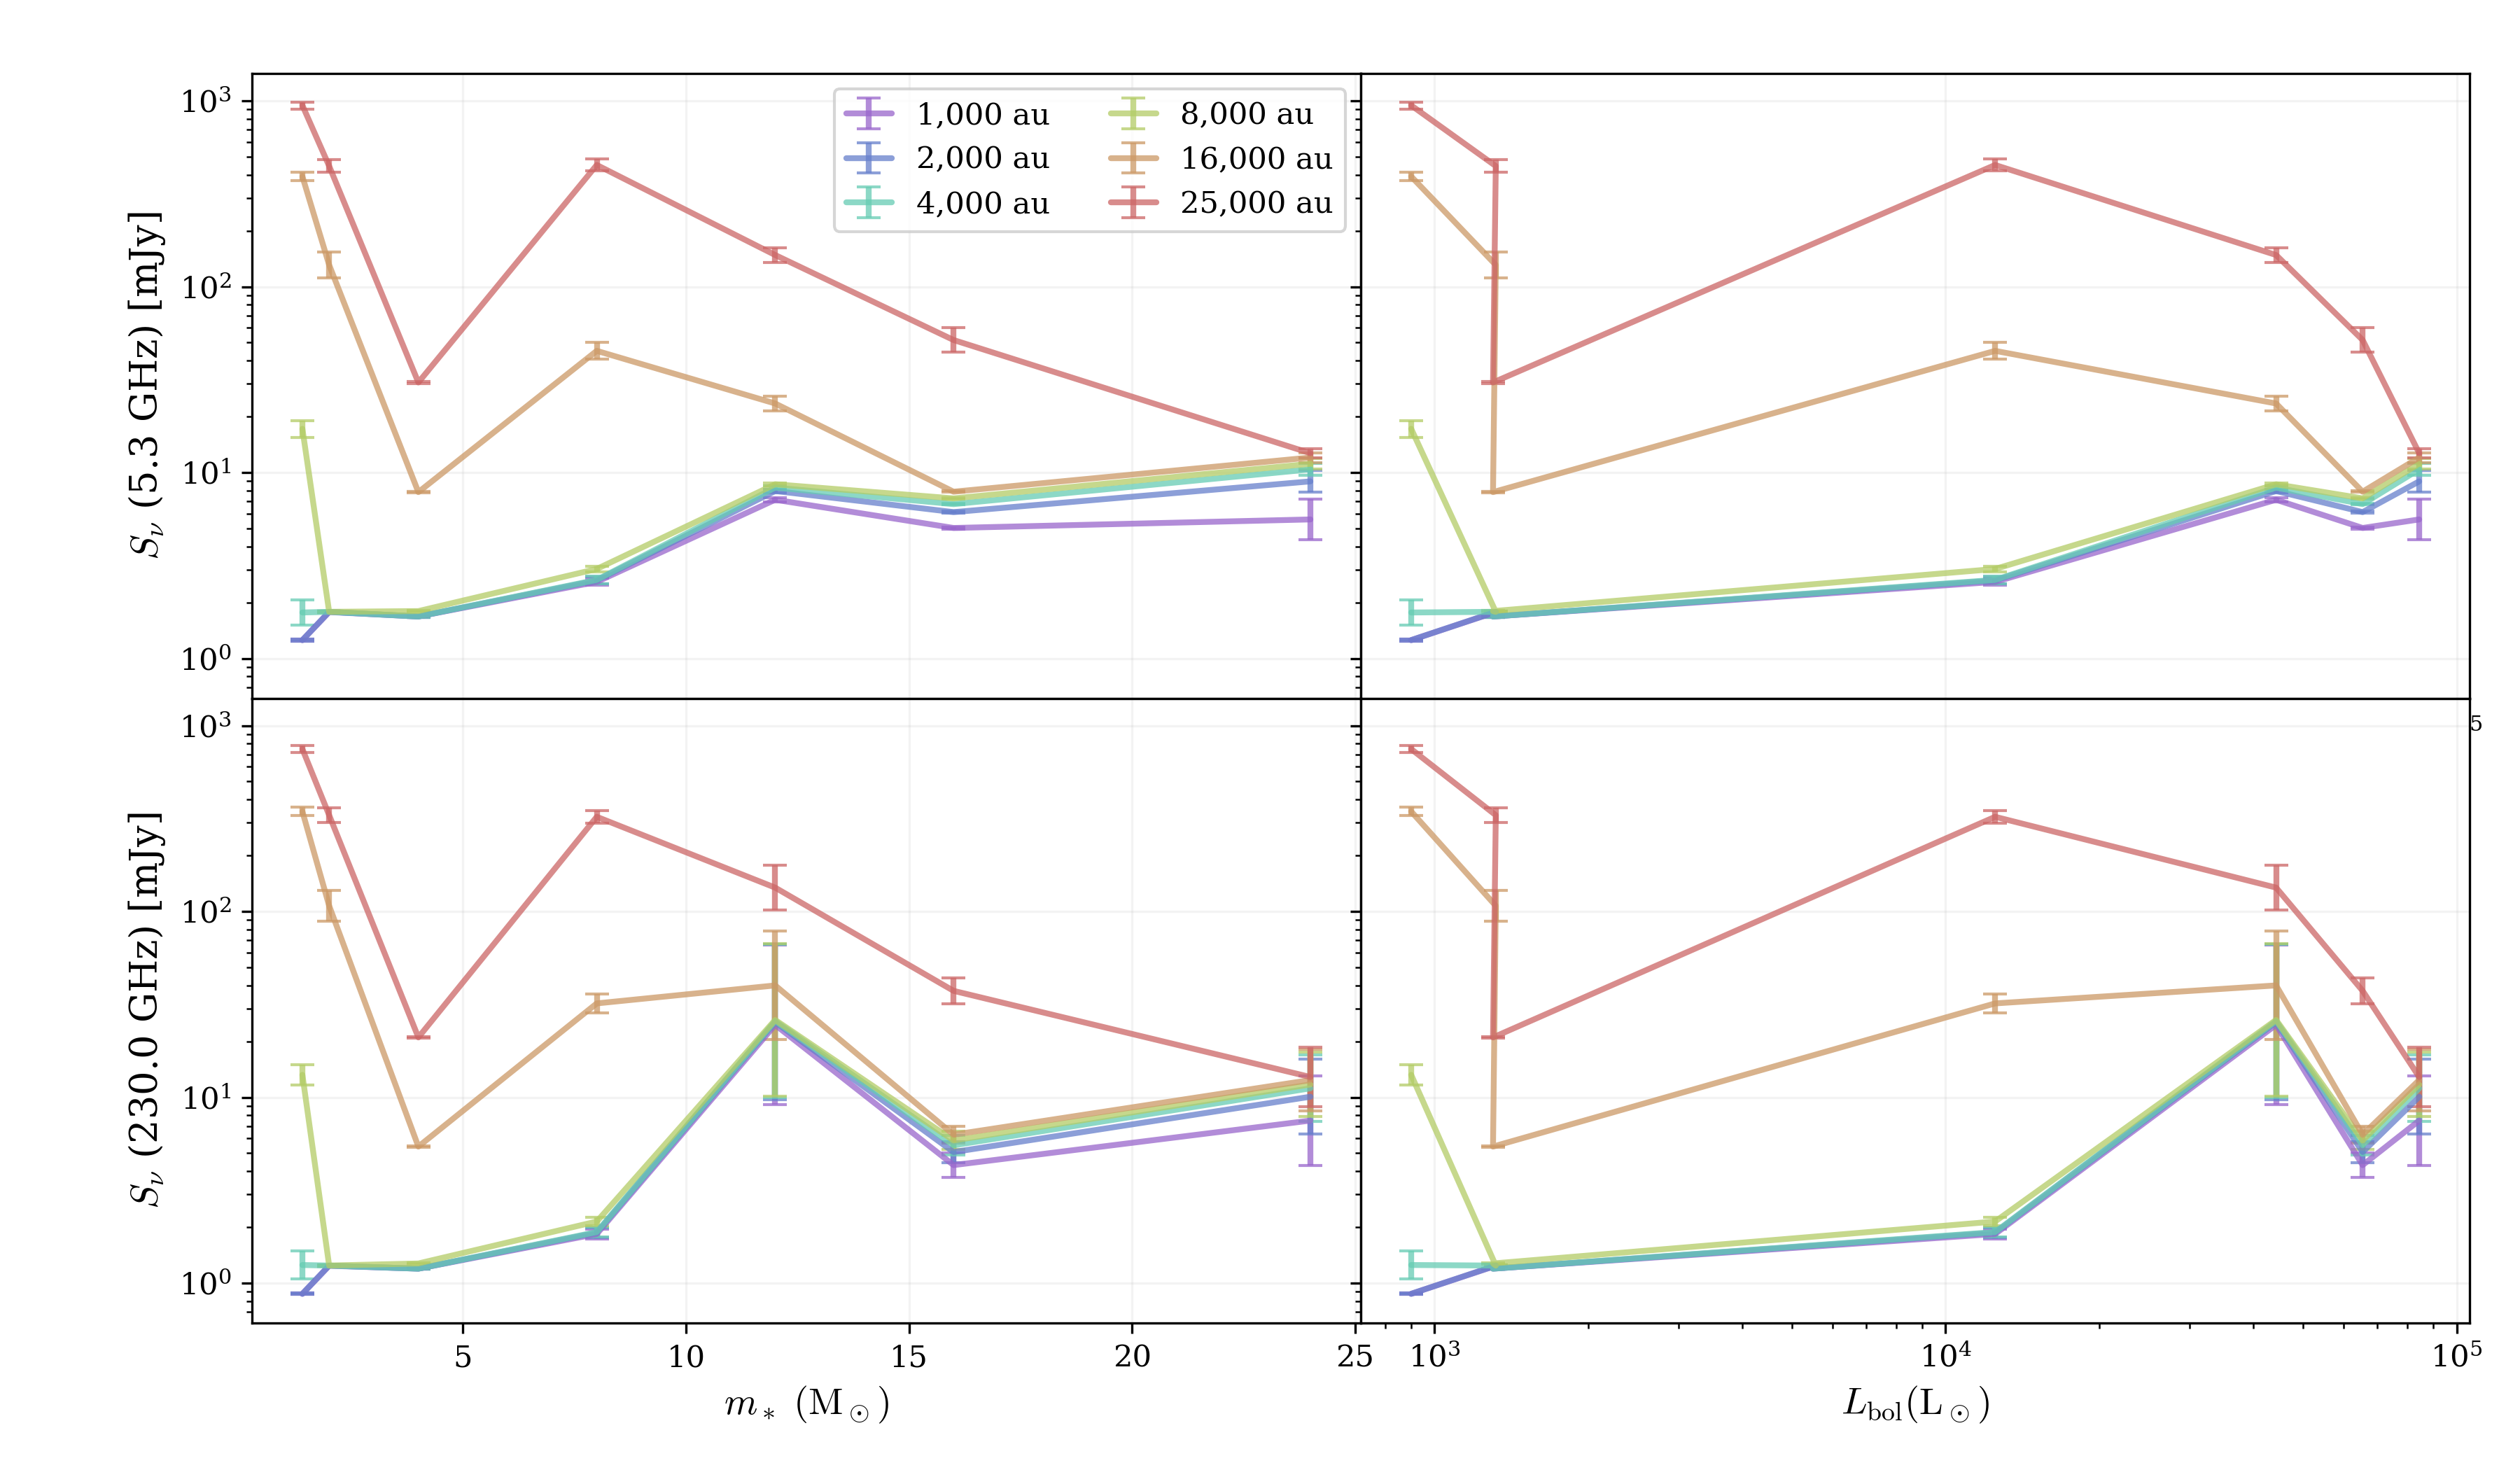 10³
10²
10¹
10⁰
S_ν (5.3 GHz) [mJy]
1,000 au
2,000 au
4,000 au
8,000 au
16,000 au
25,000 au
10³
10²
10¹
10⁰
S_ν (230.0 GHz) [mJy]
5
5
10
15
20
25
m_* (M_⊙)
10³
10⁴
10⁵
L_bol(L_⊙)